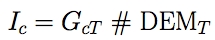 I_c = G_{cT} # DEM_T